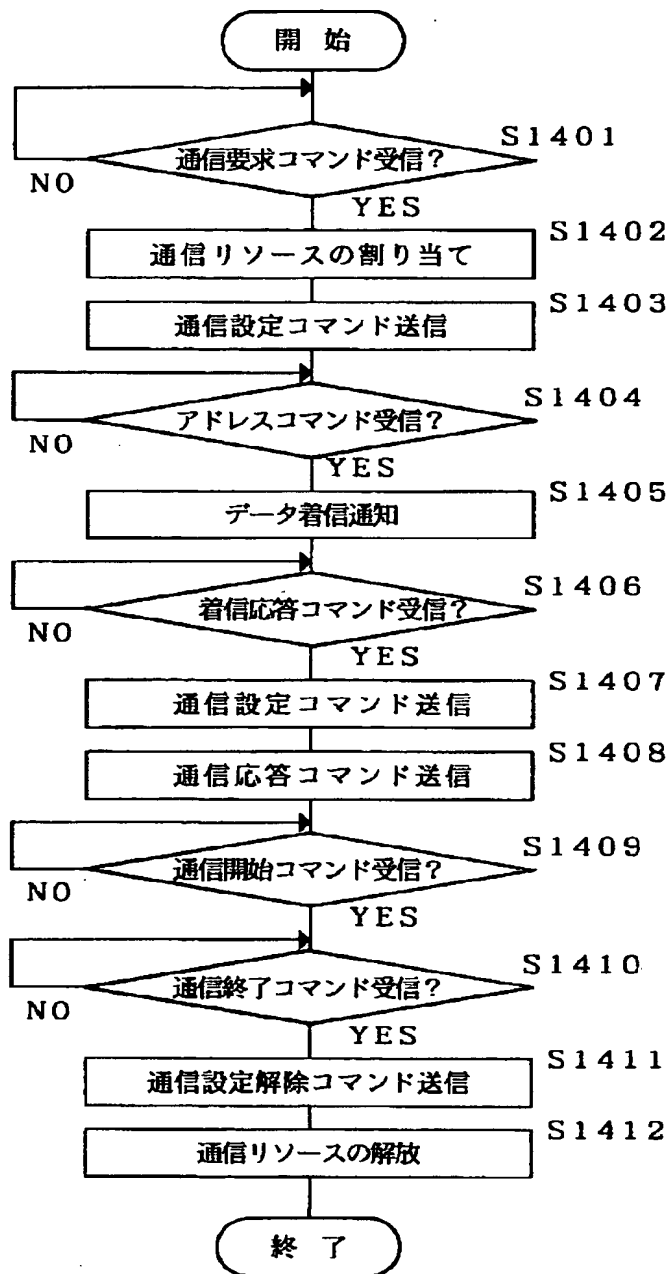 開 始
通信要求コマンド受信?
S1401
NO
YES
通信リソースの割り当て
S1402
通信設定コマンド送信
S1403
アドレスコマンド受信?
S1404
NO
YES
データ着信通知
S1405
着信応答コマンド受信?
S1406
NO
YES
通信設定コマンド送信
S1407
通信応答コマンド送信
S1408
通信開始コマンド受信?
S1409
NO
YES
通信終了コマンド受信?
S1410
NO
YES
通信設定解除コマンド送信
S1411
通信リソースの解放
S1412
終 了